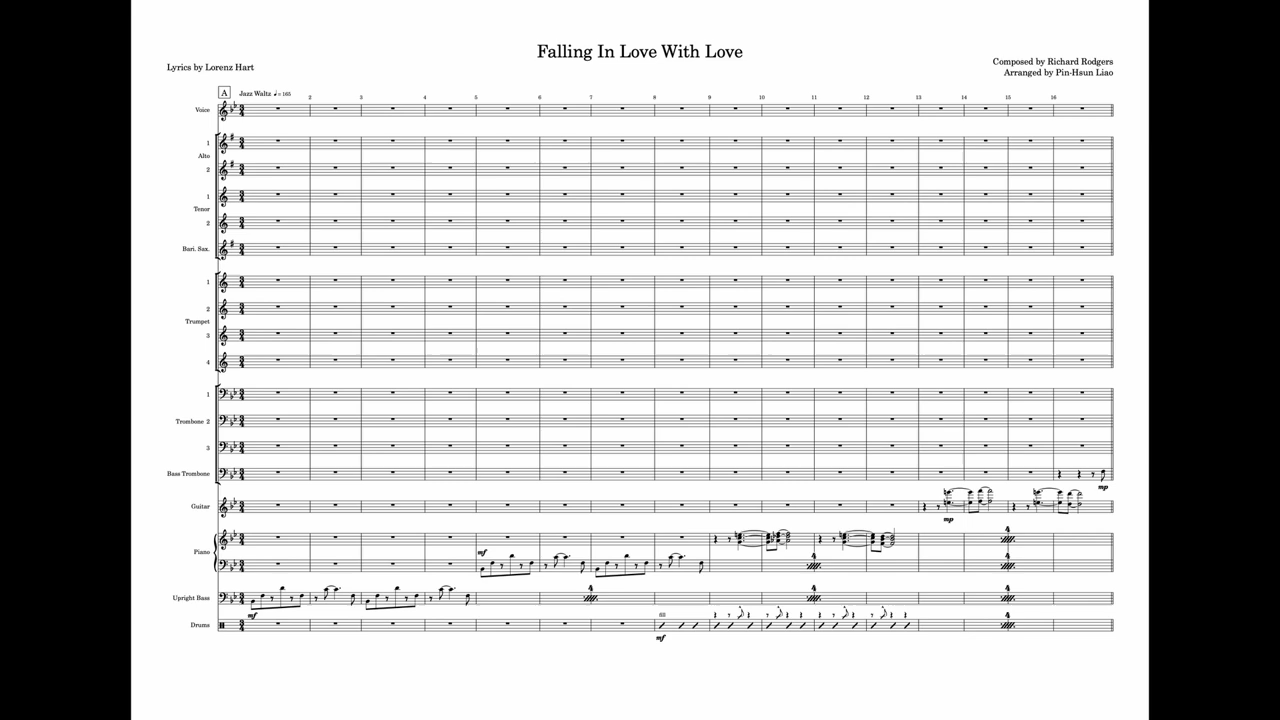 Falling In Love With Love
Lyrics by Lorenz Hart
Composed by Richard Rodgers
Arranged by Pin-Hsun Liao
A Jazz Waltz ♩= 165
2 3 4 5 6 7 8 9 10 11 12 13 14 15 16
Voice
1
Alto
2
1
Tenor
2
Bari. Sax.
1
2
Trumpet
3
4
1
Trombone 2
3
Bass Trombone
mp
Guitar
mp
4
mf
Piano
4 4
4 4
Upright Bass
mf
4
Drums
mf